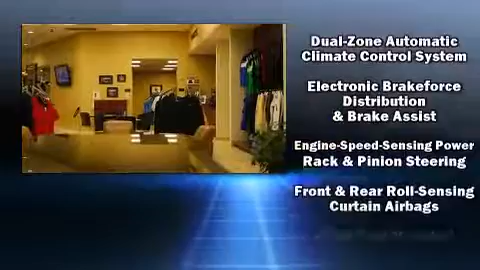 Dual-Zone Automatic
Climate Control System
Electronic Brakeforce
Distribution
& Brake Assist
Engine-Speed-Sensing Power
Rack & Pinion Steering
Front & Rear Roll-Sensing
Curtain Airbags